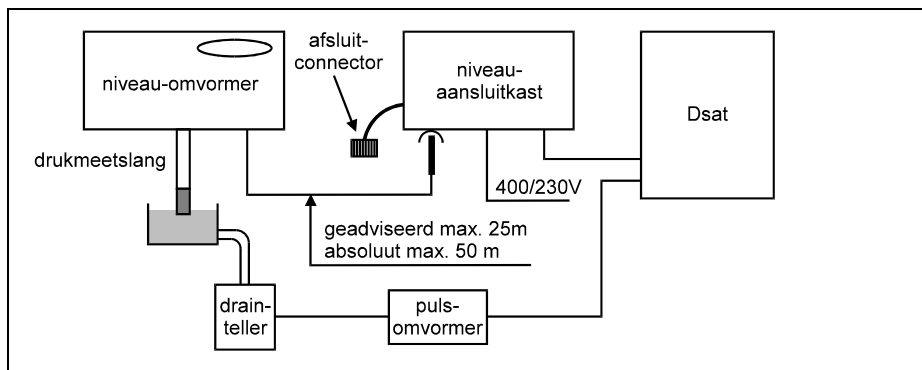 niveau-omvormer
afsluit-
connector
niveau-
aansluitkast
Dsat
drukmeetslang
400/230V
geadviseerd max. 25m
absoluut max. 50 m
drain-
teller
puls-
omvormer